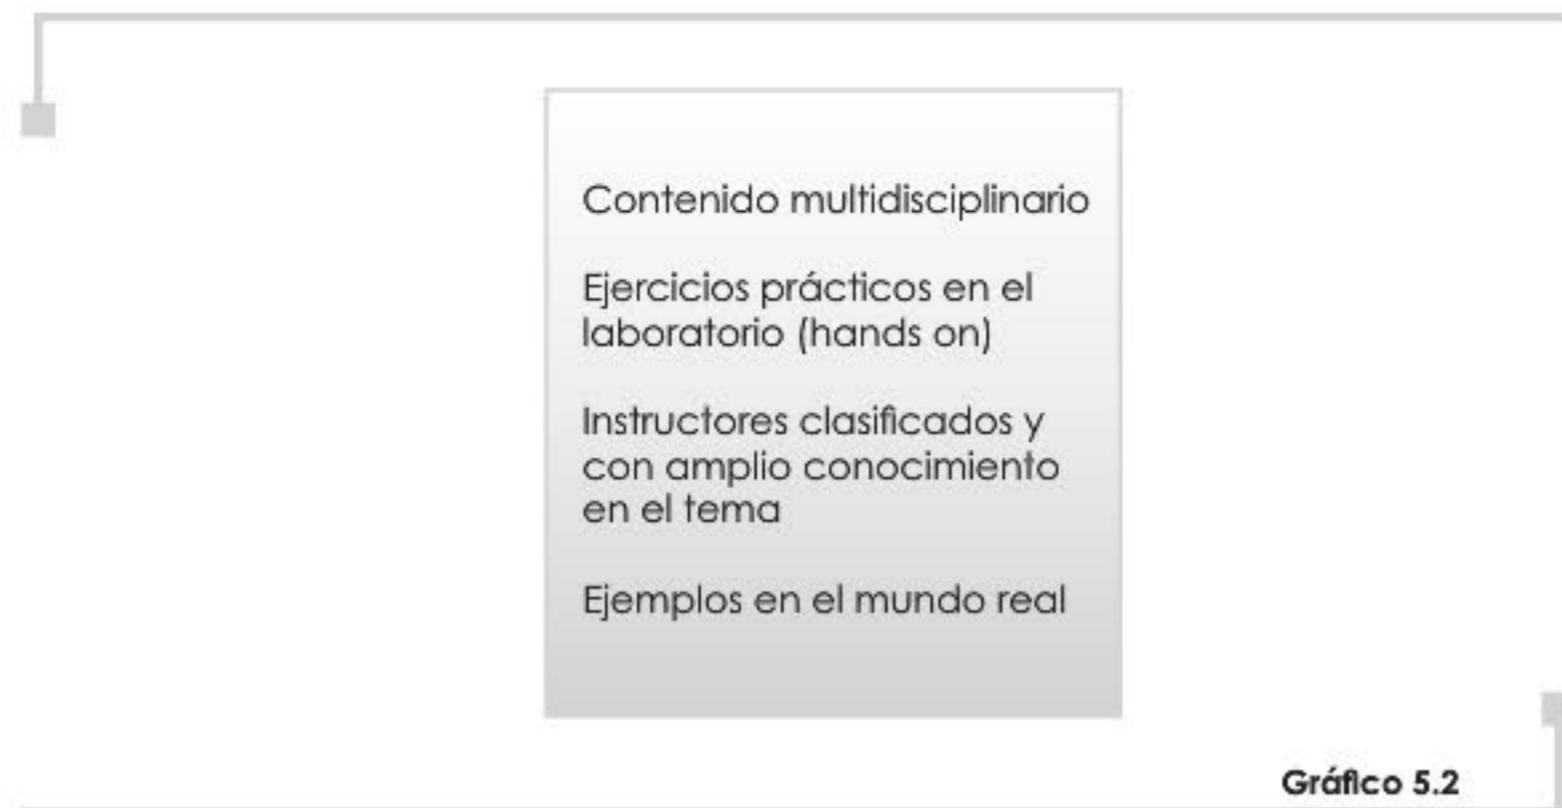 Contenido multidisciplinario
Ejercicios prácticos en el
laboratorio (hands on)
Instructores clasificados y
con amplio conocimiento
en el tema
Ejemplos en el mundo real
Gráfico 5.2